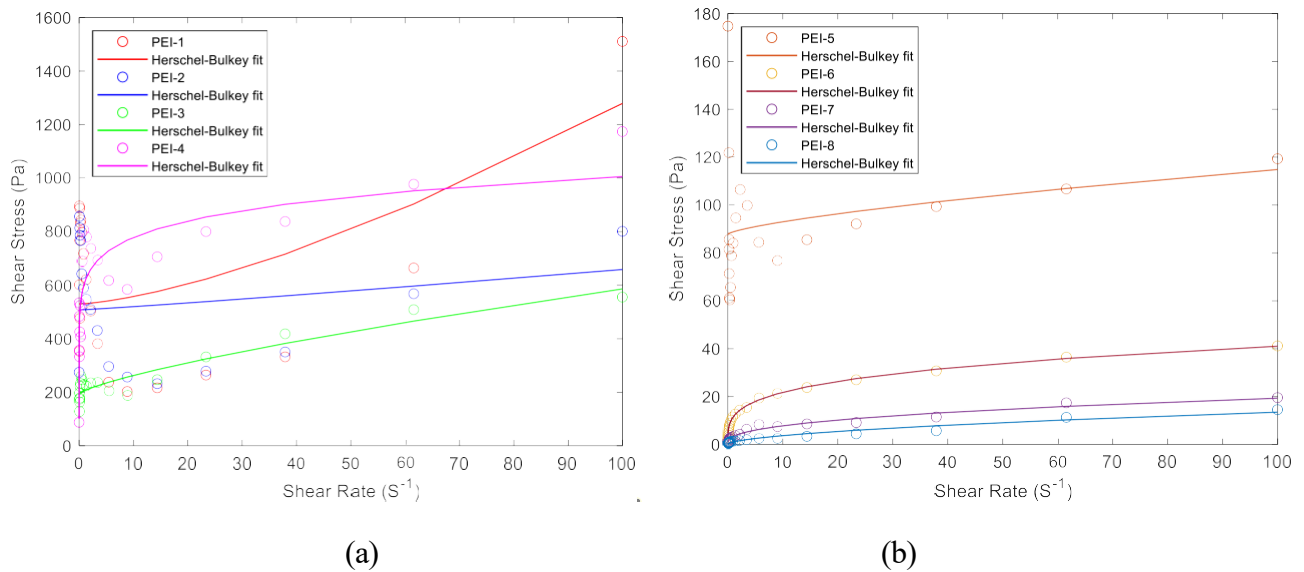 1600
1400
1200
1000
800
600
400
200
0
Shear Stress (Pa)
PEI-1
Herschel-Bulkey fit
PEI-2
Herschel-Bulkey fit
PEI-3
Herschel-Bulkey fit
PEI-4
Herschel-Bulkey fit
0 10 20 30 40 50 60 70 80 90 100
Shear Rate (S⁻¹)
(a)
180
160
140
120
100
80
60
40
20
0
Shear Stress (Pa)
PEI-5
Herschel-Bulkey fit
PEI-6
Herschel-Bulkey fit
PEI-7
Herschel-Bulkey fit
PEI-8
Herschel-Bulkey fit
0 10 20 30 40 50 60 70 80 90 100
Shear Rate (S⁻¹)
(b)